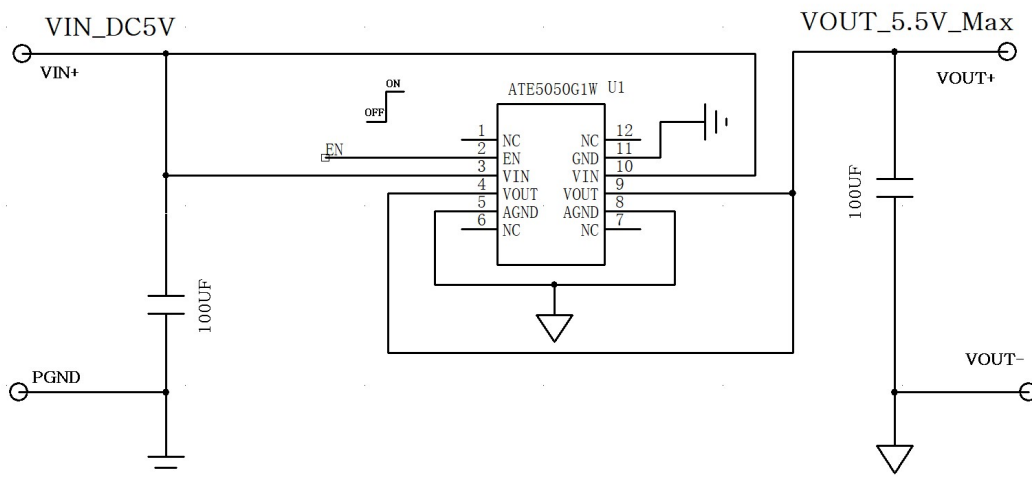 VIN_DC5V
VOUT_5.5V_Max
VIN+
VOUT+
ON
OFF
ATE5050G1W U1
1 NC
NC 12
EN
2 EN
GND 11
3 VIN
VIN 10
4 VOUT
VOUT 9
5 AGND
AGND 8
6 NC
NC 7
100UF
100UF
PGND
VOUT-